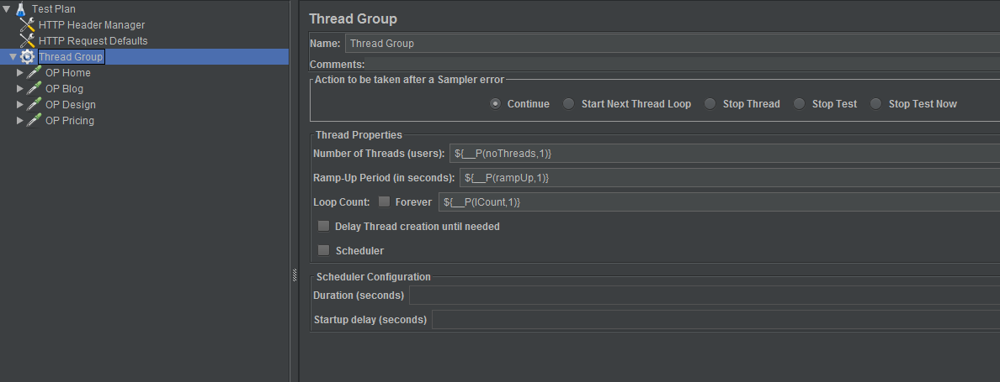 Test Plan
HTTP Header Manager
HTTP Request Defaults
Thread Group
OP Home
OP Blog
OP Design
OP Pricing
Thread Group
Name: Thread Group
Comments:
Action to be taken after a Sampler error
Continue Start Next Thread Loop Stop Thread Stop Test Stop Test Now
Thread Properties
Number of Threads (users): ${__P(noThreads,1)}
Ramp-Up Period (in seconds): ${__P(rampUp,1)}
Loop Count: Forever ${__P(lCount,1)}
Delay Thread creation until needed
Scheduler
Scheduler Configuration
Duration (seconds)
Startup delay (seconds)